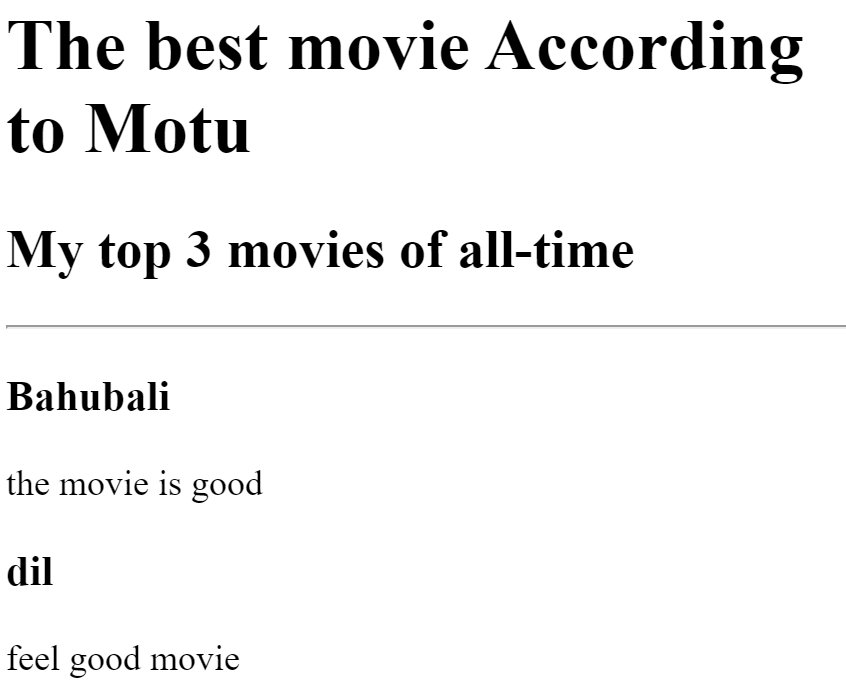 The best movie According
to Motu
My top 3 movies of all-time
Bahubali
the movie is good
dil
feel good movie